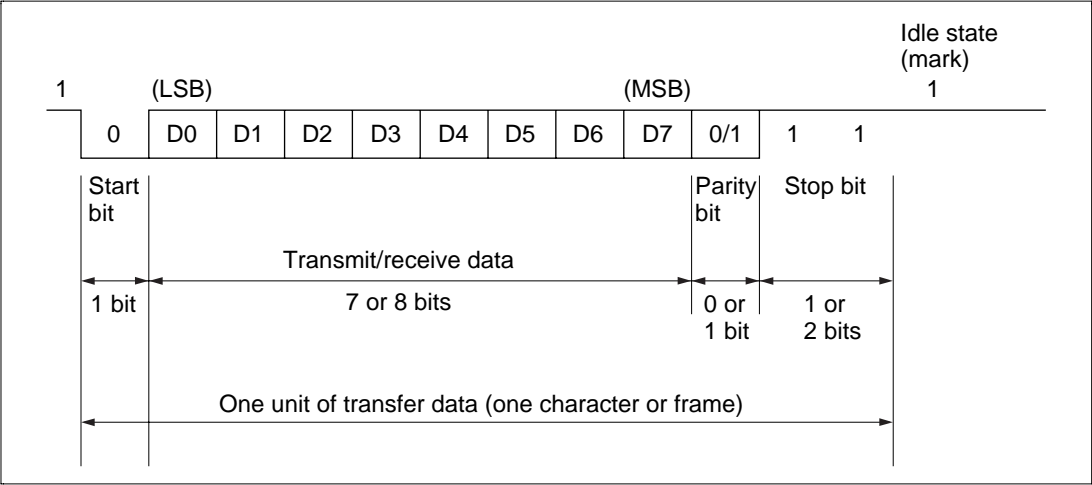 Idle state
(mark)
1 (LSB) (MSB) 1
0 D0 D1 D2 D3 D4 D5 D6 D7 0/1 1 1
Start
bit
Parity
bit
Stop bit
Transmit/receive data
1 bit
7 or 8 bits
0 or
1 bit
1 or
2 bits
One unit of transfer data (one character or frame)